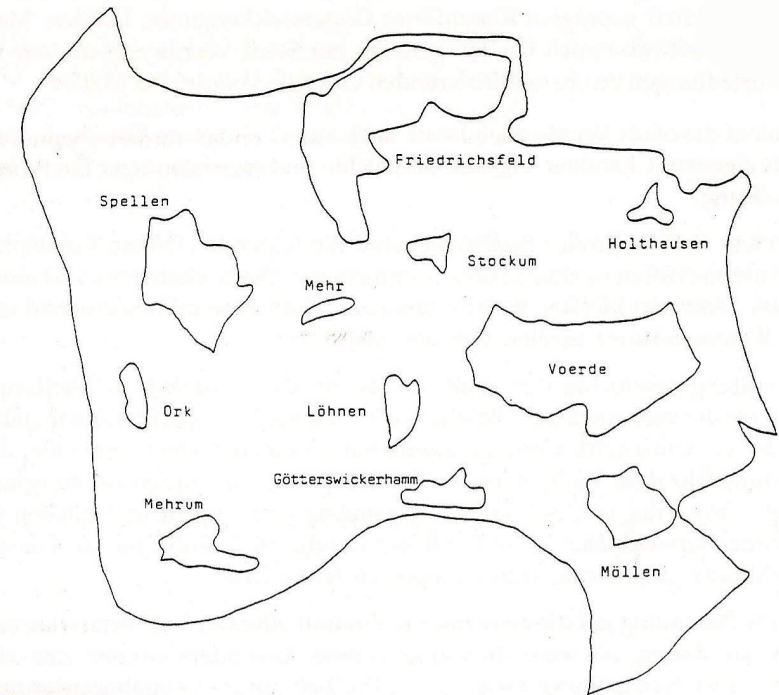 Friedrichsfeld
Spellen
Holthausen
Stockum
Mehr
Voerde
Ork
Löhnen
Götterswickerhamm
Mehrum
Möllen